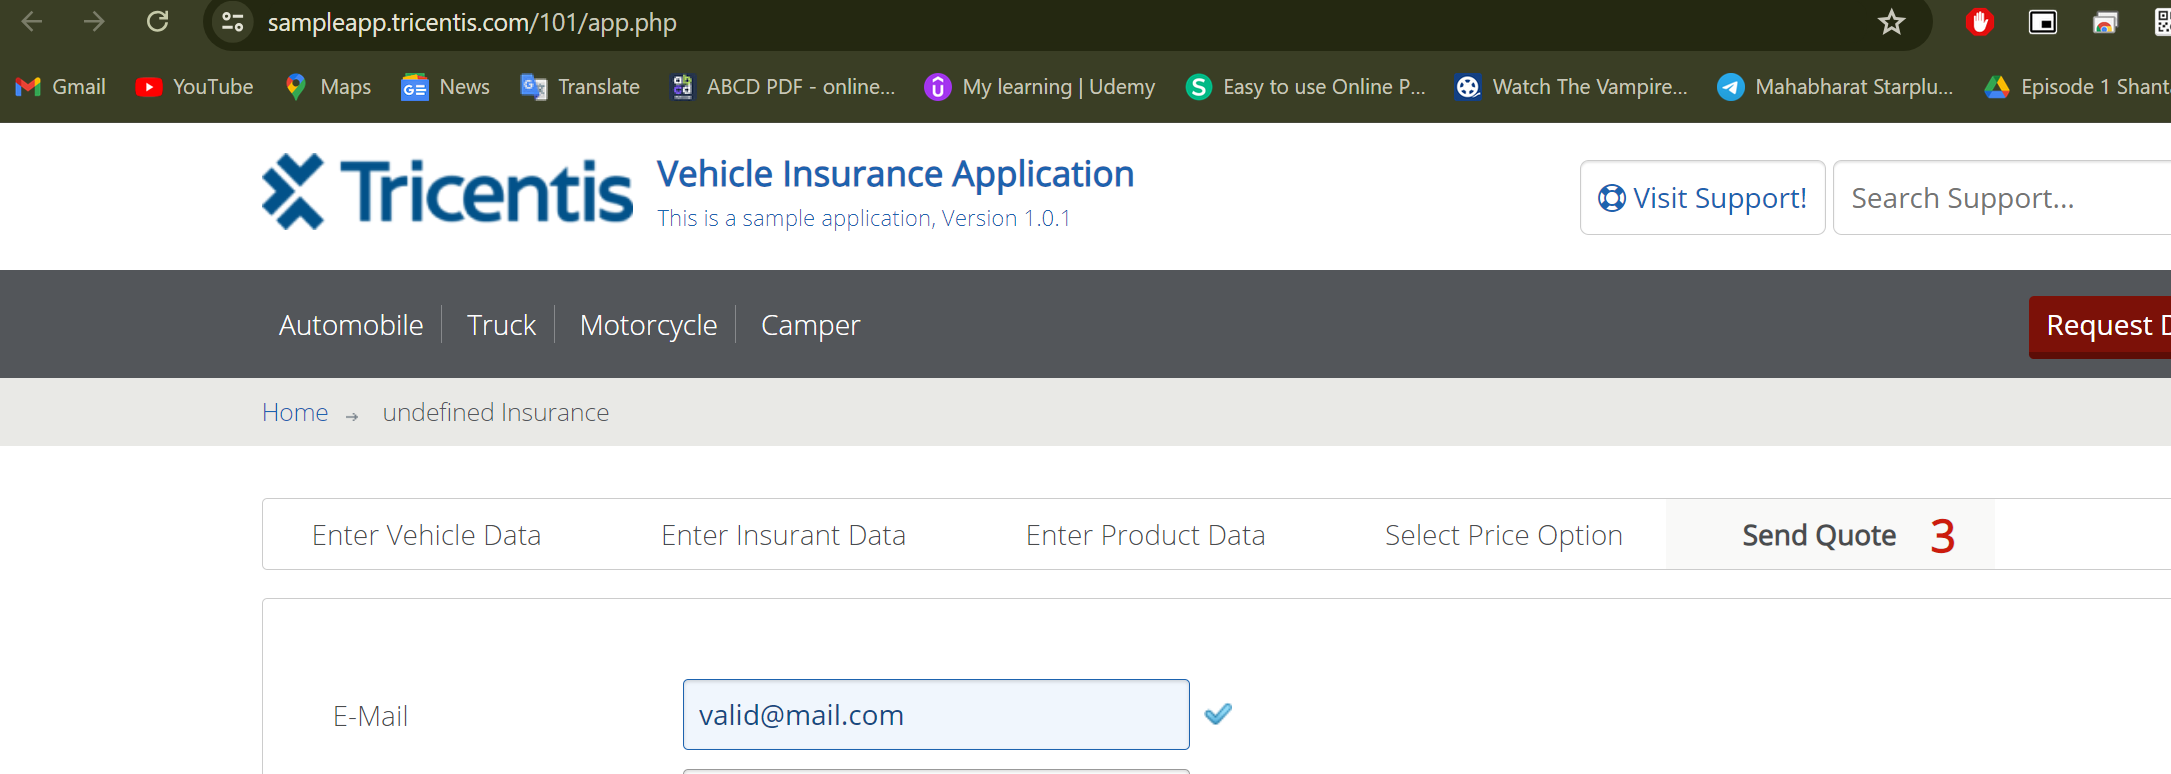 sampleapp.tricentis.com/101/app.php
Gmail YouTube Maps News Translate ABCD PDF - online... My learning | Udemy Easy to use Online P... Watch The Vampire... Mahabharat Starplu... Episode 1 Shant
Tricentis
Vehicle Insurance Application
This is a sample application, Version 1.0.1
Visit Support! Search Support...
Automobile Truck Motorcycle Camper Request D
Home → undefined Insurance
Enter Vehicle Data Enter Insurant Data Enter Product Data Select Price Option Send Quote 3
E-Mail valid@mail.com